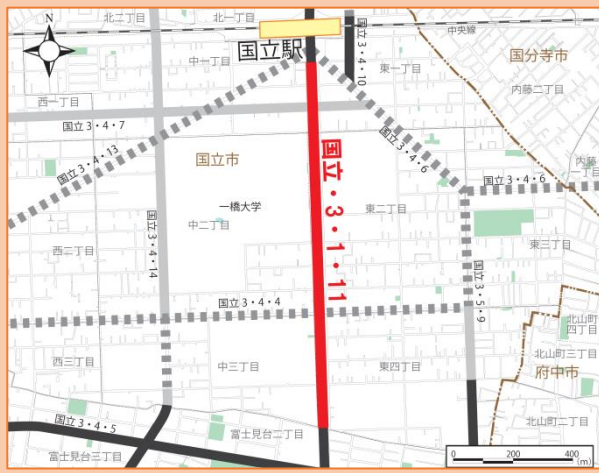 N
北二丁目
北一丁目
国立3・4・10
中央線
国立駅
国分寺市
中一丁目
東一丁目
内藤二丁目
西一丁目
国立3・4・7
国立3・4・13
国立市
国立・3・1・11
国立3・4・6
内藤
一丁目
国立3・4・6
一橋大学
中二丁目
東二丁目
国立3・4・14
西二丁目
東三丁目
国立3・5・9
国立3・4・4
北山町
四丁目
西三丁目
中三丁目
東四丁目
北山町三丁目
府中市
国立3・4・5
富士見台二丁目
北山町二丁目
富士見台三丁目
0 200 400
(m)